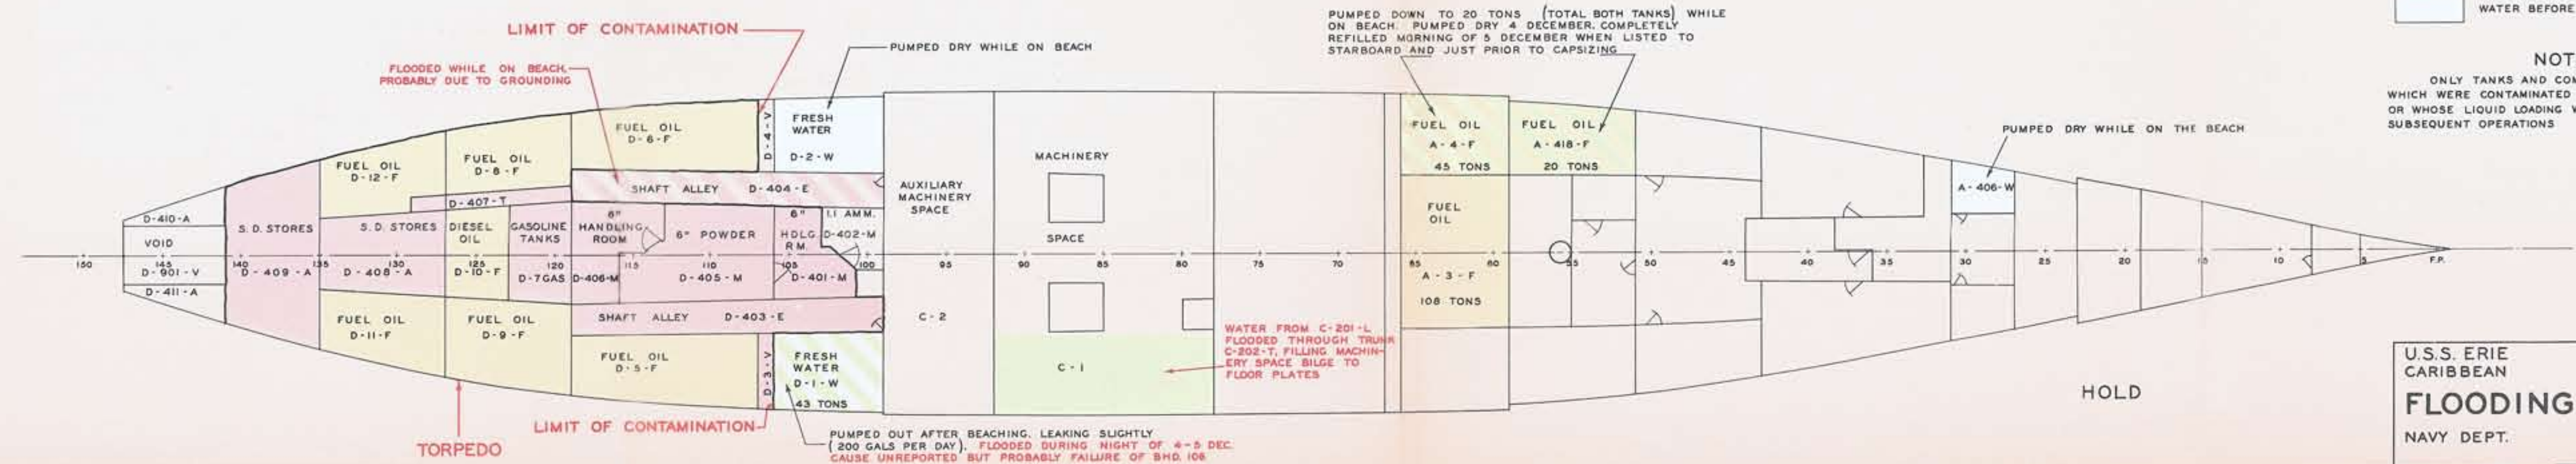 PUMPED DOWN TO 20 TONS (TOTAL BOTH TANKS) WHILE
ON BEACH. PUMPED DRY 4 DECEMBER. COMPLETELY
REFILLED MORNING OF 5 DECEMBER WHEN LISTED TO
STARBOARD AND JUST PRIOR TO CAPSIZING
WATER BEFORE
LIMIT OF CONTAMINATION
PUMPED DRY WHILE ON BEACH
FLOODED WHILE ON BEACH,
PROBABLY DUE TO GROUNDING
NOT
ONLY TANKS AND COM
WHICH WERE CONTAMINATED
OR WHOSE LIQUID LOADING W
SUBSEQUENT OPERATIONS
PUMPED DRY WHILE ON THE BEACH
FUEL OIL
D-12-F
FUEL OIL
D-8-F
FUEL OIL
D-6-F
D-4-V
FRESH
WATER
D-2-W
MACHINERY
SPACE
FUEL OIL
A-4-F
45 TONS
FUEL OIL
A-418-F
20 TONS
A-406-W
SHAFT ALLEY D-404-E
AUXILIARY
MACHINERY
SPACE
D-407-T
D-410-A
VOID
D-901-V
D-411-A
S.D. STORES
D-409-A
S.D. STORES
D-408-A
DIESEL
OIL
D-10-F
GASOLINE
TANKS
D-7GAS
6"
HANDLING
ROOM
D-406-M
6" POWDER
D-405-M
6"
HDLG.
RM.
D-401-M
1.1 AMM.
D-402-M
FUEL
OIL
A-3-F
108 TONS
150 145 140 135 130 125 120 115 110 105 100 95 90 85 80 75 70 65 60 55 50 45 40 35 30 25 20 15 10 5 F.P.
FUEL OIL
D-11-F
FUEL OIL
D-9-F
SHAFT ALLEY D-403-E
C-2
FUEL OIL
D-5-F
D-3-V
FRESH
WATER
D-1-W
43 TONS
C-1
WATER FROM C-201-L
FLOODED THROUGH TRUNK
C-202-T, FILLING MACHIN-
ERY SPACE BILGE TO
FLOOR PLATES
HOLD
U.S.S. ERIE
CARIBBEAN
FLOODING
NAVY DEPT.
TORPEDO
LIMIT OF CONTAMINATION
PUMPED OUT AFTER BEACHING. LEAKING SLIGHTLY
(200 GALS PER DAY). FLOODED DURING NIGHT OF 4-5 DEC.
CAUSE UNREPORTED BUT PROBABLY FAILURE OF BHD. 106